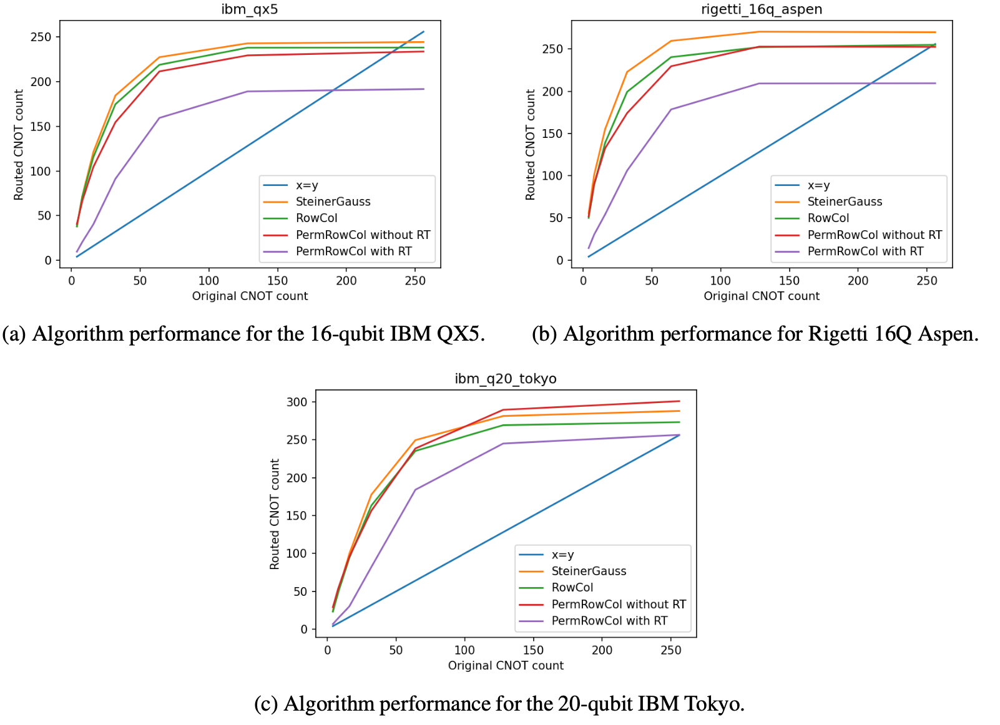 ibm_qx5
Routed CNOT count
250
200
150
100
50
0
x=y
SteinerGauss
RowCol
PermRowCol without RT
PermRowCol with RT
0 50 100 150 200 250
Original CNOT count
(a) Algorithm performance for the 16-qubit IBM QX5.
rigetti_16q_aspen
Routed CNOT count
250
200
150
100
50
0
x=y
SteinerGauss
RowCol
PermRowCol without RT
PermRowCol with RT
0 50 100 150 200 250
Original CNOT count
(b) Algorithm performance for Rigetti 16Q Aspen.
ibm_q20_tokyo
Routed CNOT count
300
250
200
150
100
50
0
x=y
SteinerGauss
RowCol
PermRowCol without RT
PermRowCol with RT
0 50 100 150 200 250
Original CNOT count
(c) Algorithm performance for the 20-qubit IBM Tokyo.